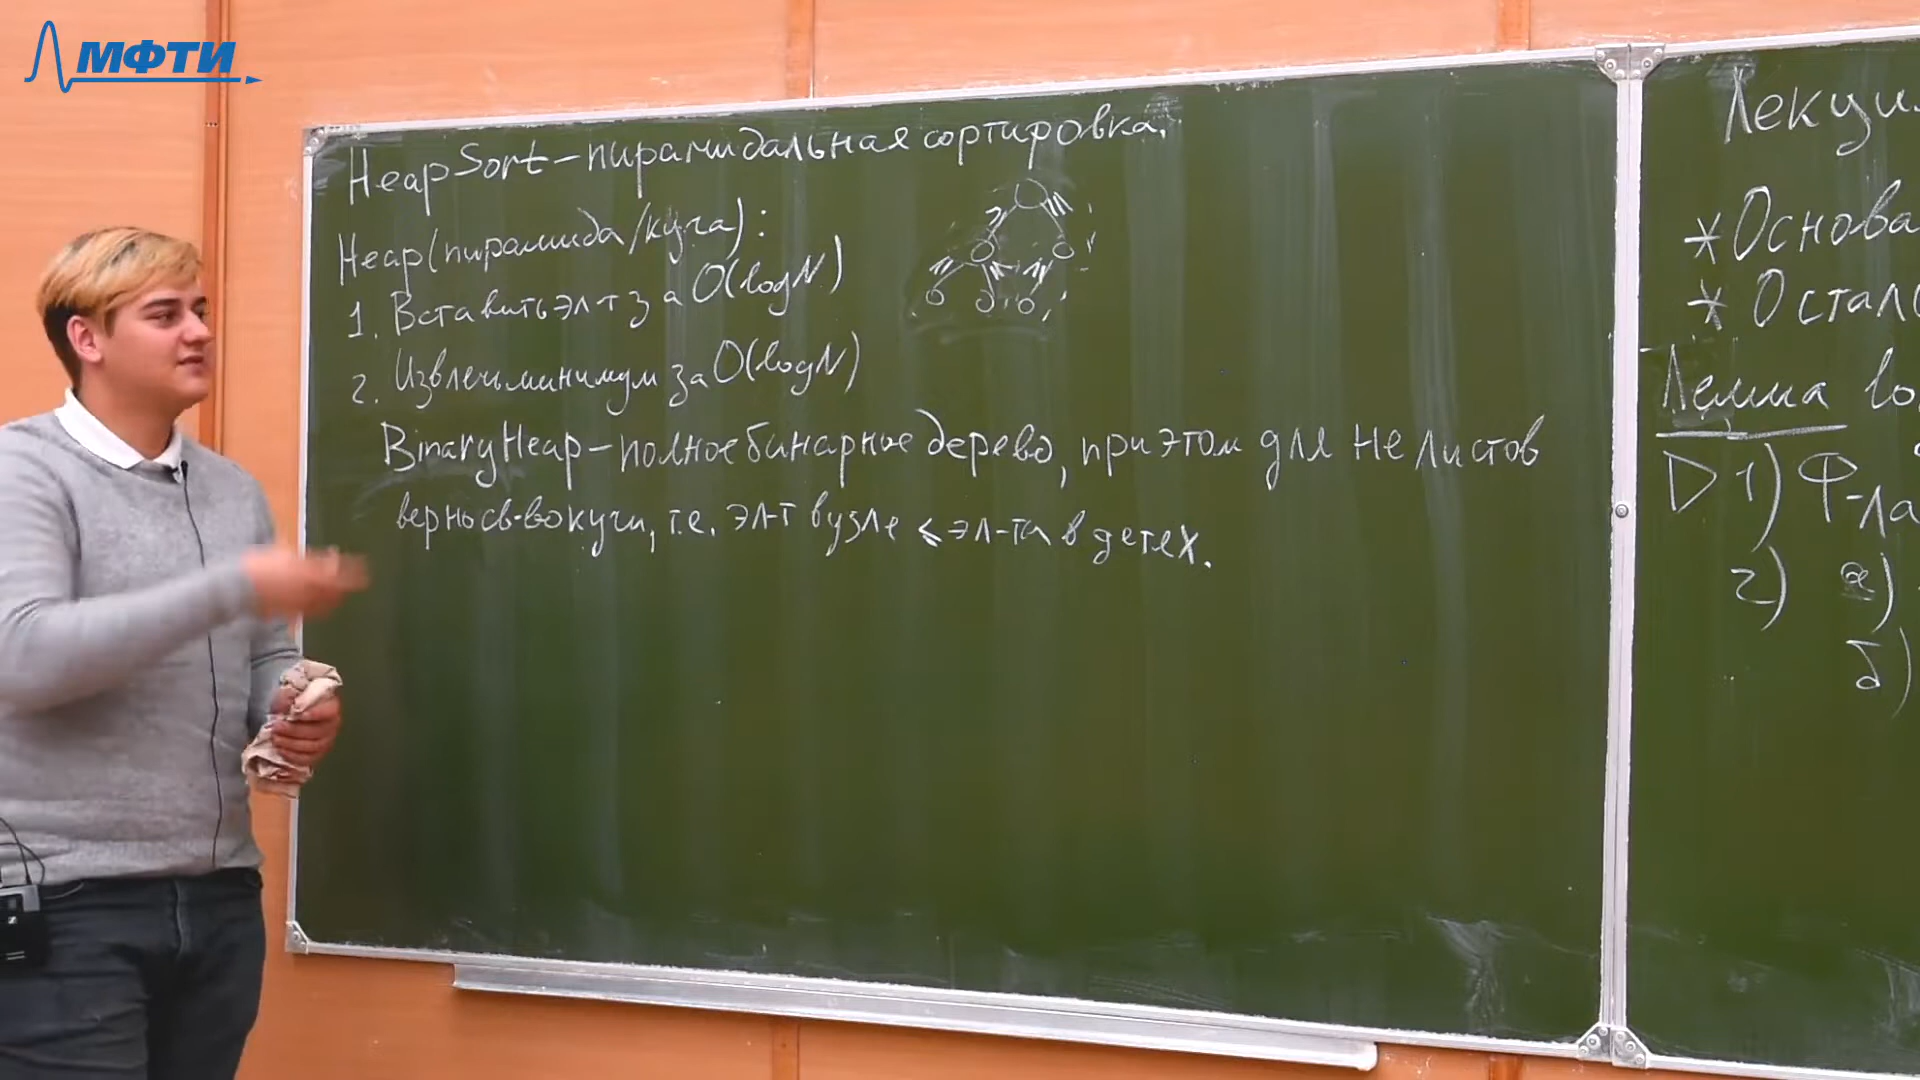 МФТИ
HeapSort – пирамидальная сортировка.
Heap (пирамида/куча):
1. Вставить эл-т за O(logN)
2. Извлечь минимум за O(logN)
BinaryHeap – полное бинарное дерево, при этом для не листов
верно св-во кучи, т.е. эл-т в узле ≤ эл-та в детях.
Лекци
* Основа
* Остал
Лемма
D 1) Ф-ла
2) а)
б)